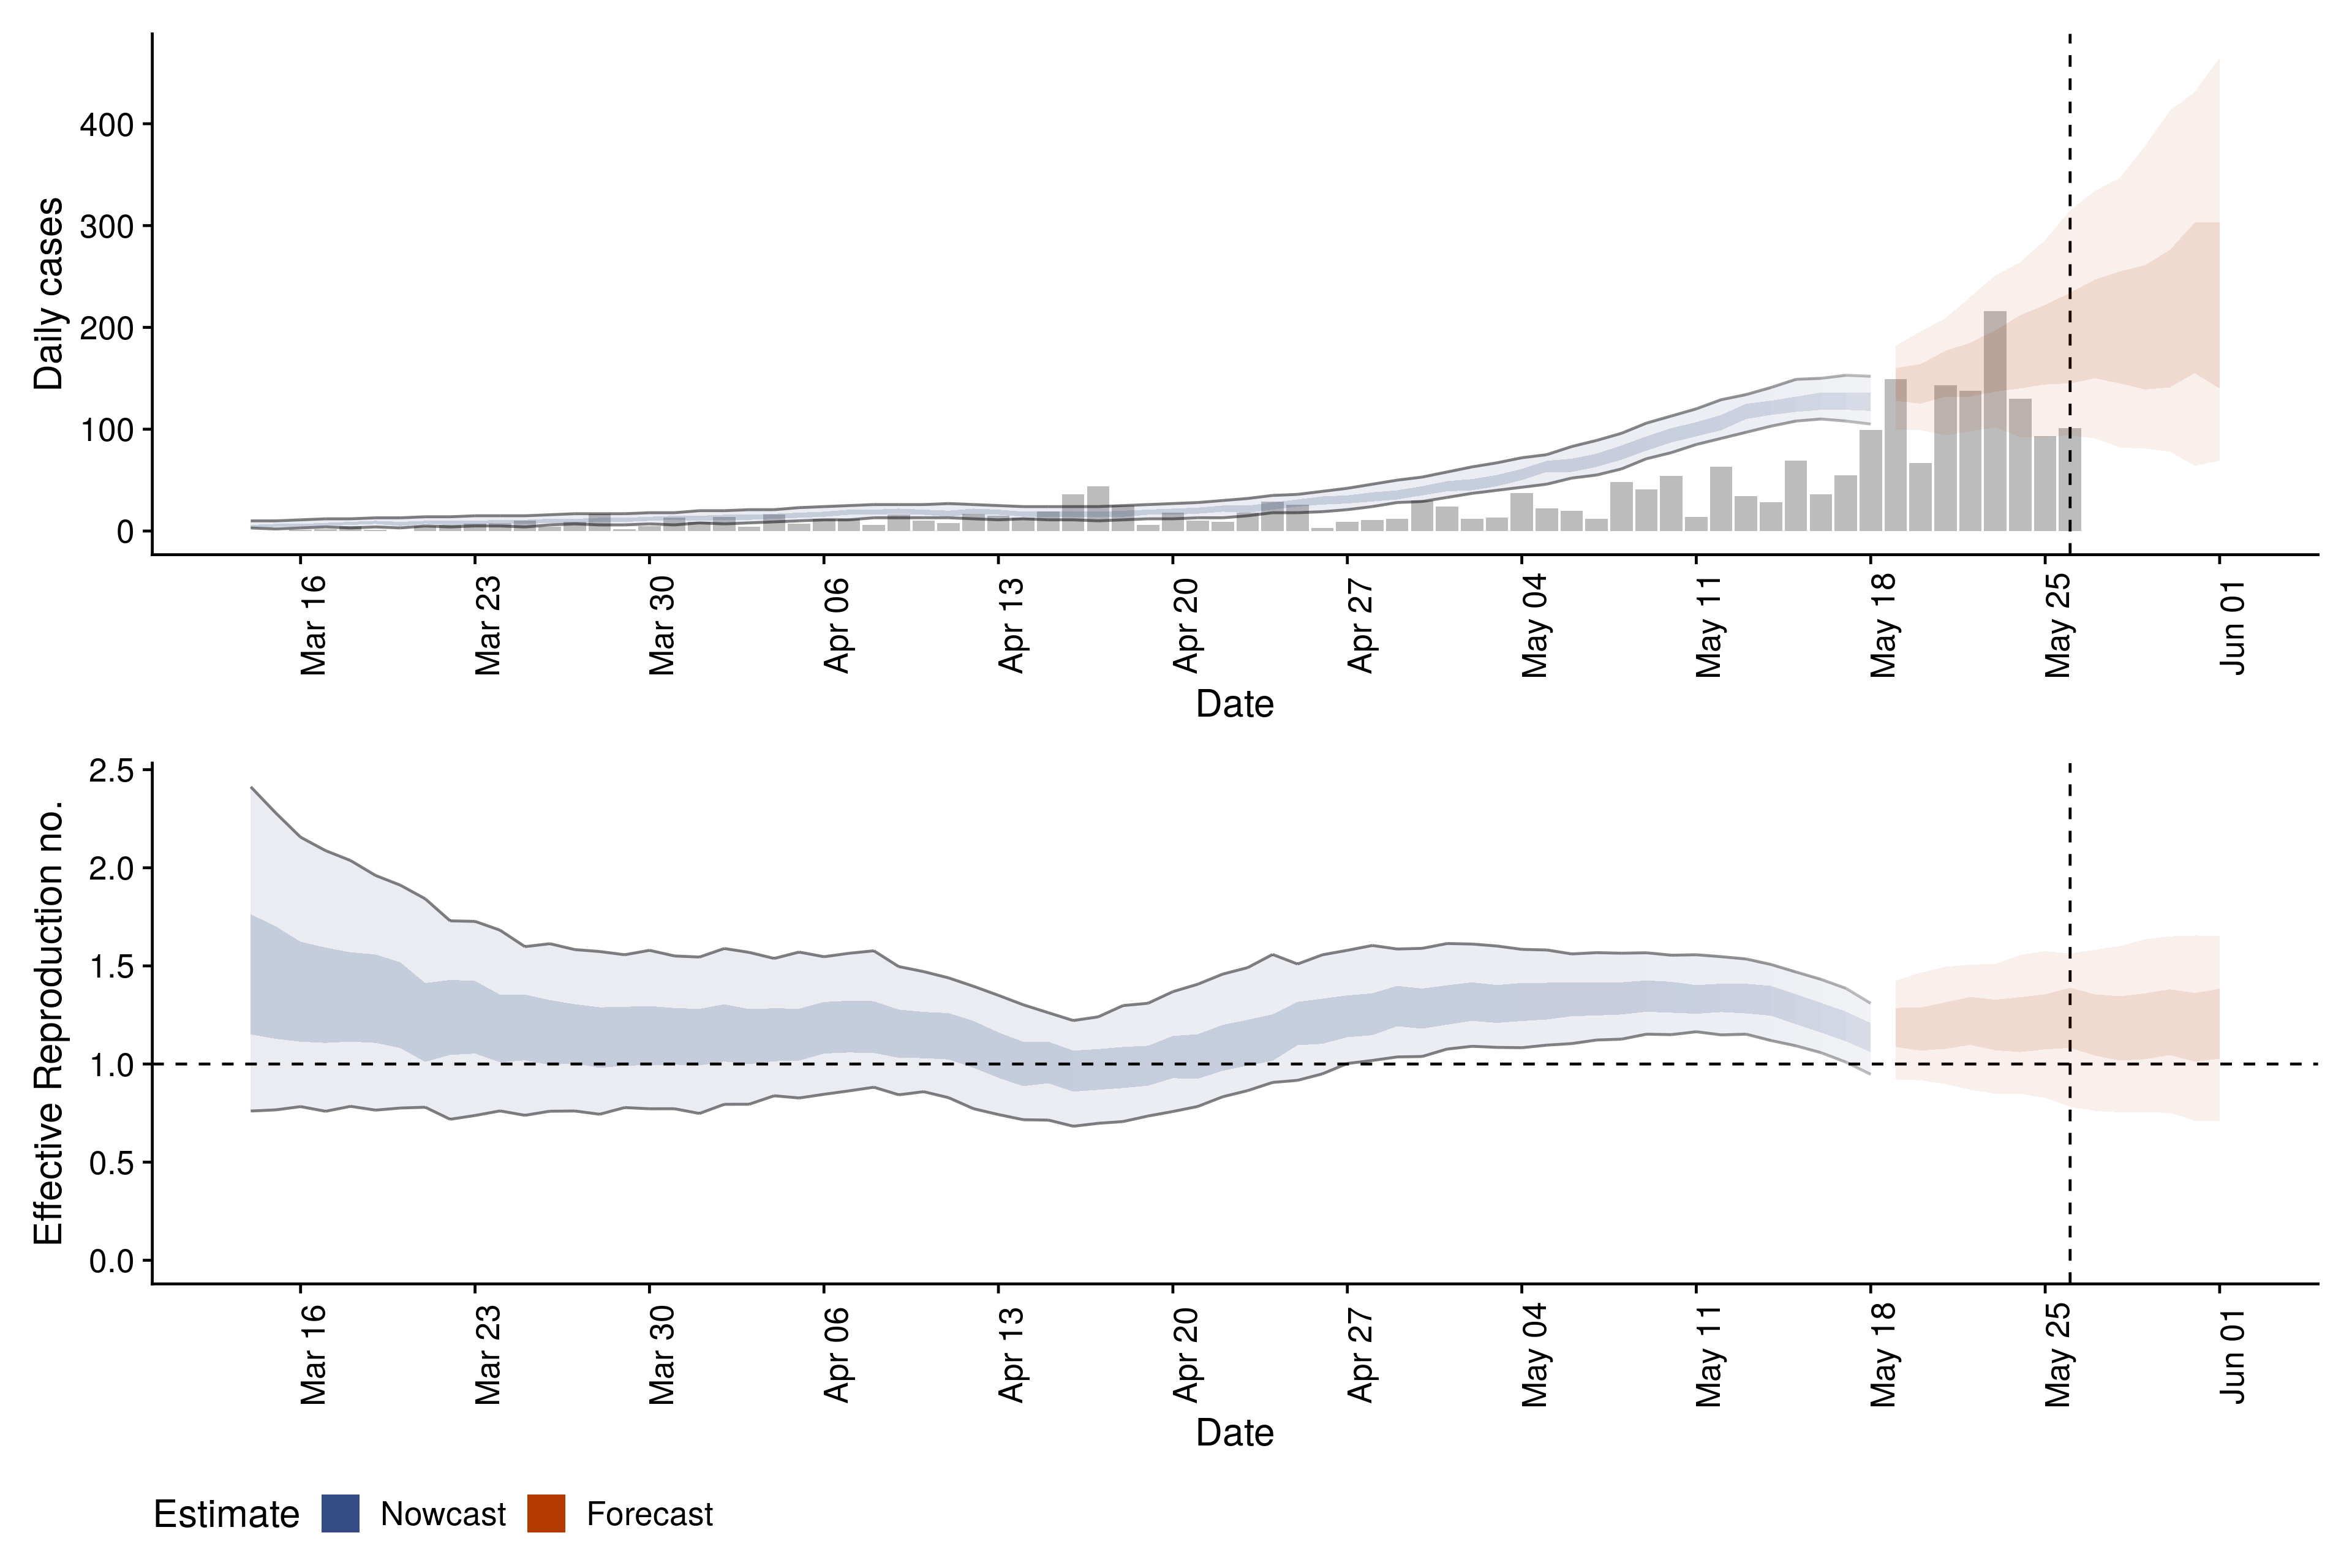 Daily cases
400
300
200
100
0
Mar 16
Mar 23
Mar 30
Apr 06
Apr 13
Apr 20
Apr 27
May 04
May 11
May 18
May 25
Jun 01
Date
Effective Reproduction no.
2.5
2.0
1.5
1.0
0.5
0.0
Mar 16
Mar 23
Mar 30
Apr 06
Apr 13
Apr 20
Apr 27
May 04
May 11
May 18
May 25
Jun 01
Date
Estimate Nowcast Forecast